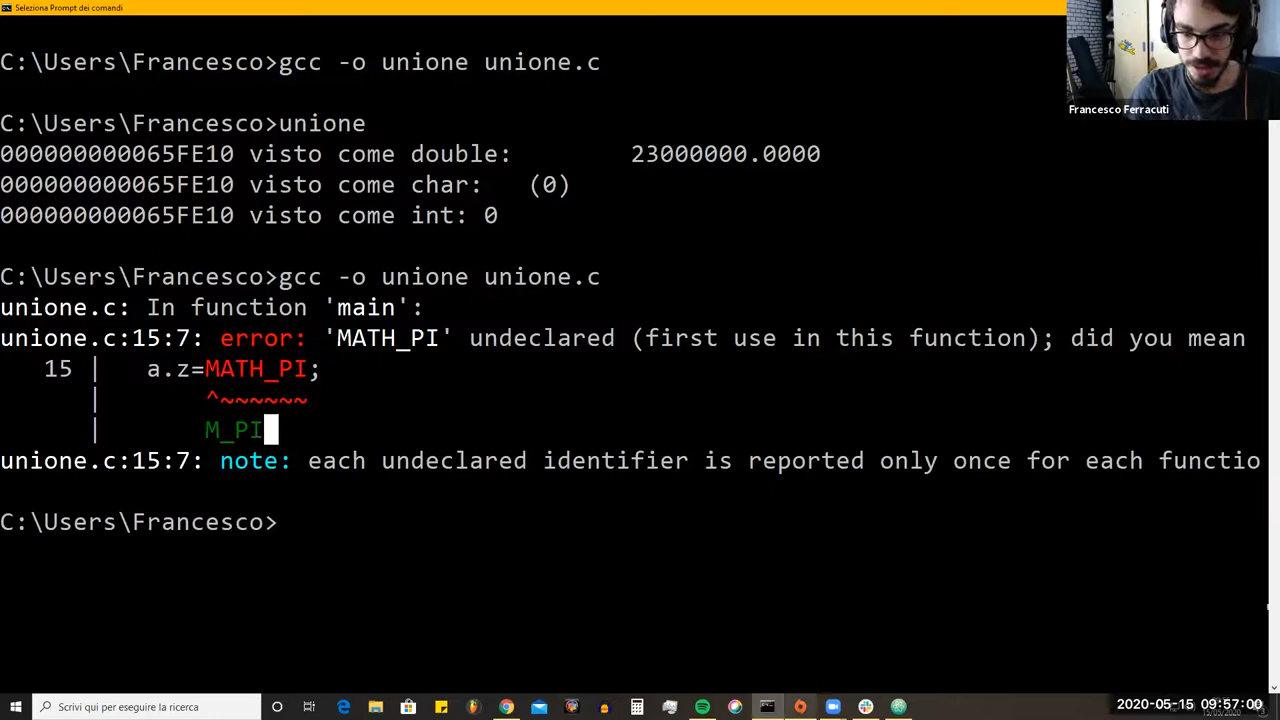 Seleziona Prompt dei comandi
C:\Users\Francesco>gcc -o unione unione.c
Francesco Ferracuti
C:\Users\Francesco>unione
000000000065FE10 visto come double:        23000000.0000
000000000065FE10 visto come char:   (0)
000000000065FE10 visto come int: 0
C:\Users\Francesco>gcc -o unione unione.c
unione.c: In function 'main':
unione.c:15:7: error: 'MATH_PI' undeclared (first use in this function); did you mean
15 |   a.z=MATH_PI;
|       ^~~~~~~
|       M_PI
unione.c:15:7: note: each undeclared identifier is reported only once for each functio
C:\Users\Francesco>
Scrivi qui per eseguire la ricerca
2020-05-15 09:57:00